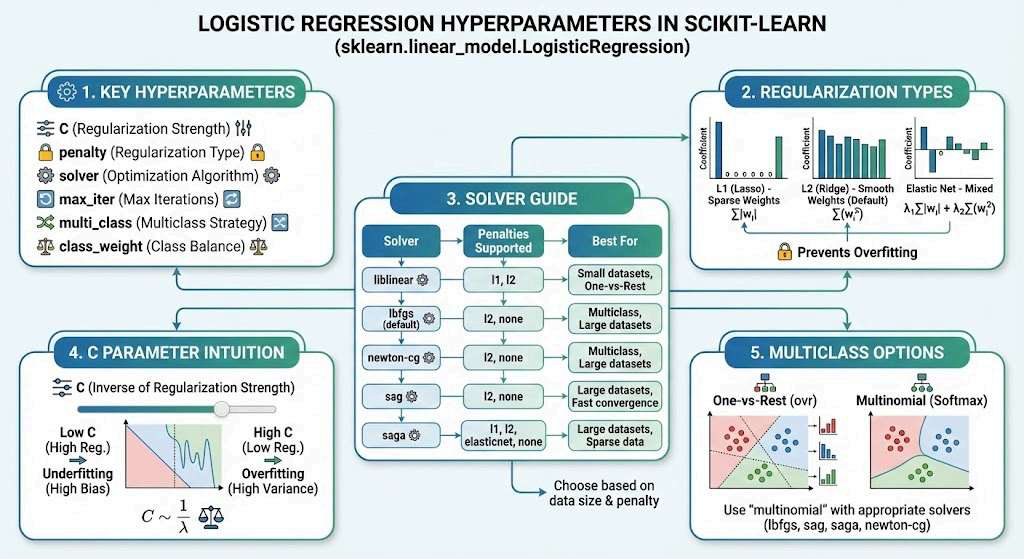 LOGISTIC REGRESSION HYPERPARAMETERS IN SCIKIT-LEARN
(sklearn.linear_model.LogisticRegression)
1. KEY HYPERPARAMETERS
C (Regularization Strength)
penalty (Regularization Type)
solver (Optimization Algorithm)
max_iter (Max Iterations)
multi_class (Multiclass Strategy)
class_weight (Class Balance)
2. REGULARIZATION TYPES
Coefficient
0 0 0 0 0 0
L1 (Lasso) -
Sparse Weights
∑|wᵢ|
Coefficient
L2 (Ridge) - Smooth
Weights (Default)
∑(wᵢ²)
Coefficient
0
Elastic Net - Mixed
λ₁∑|wᵢ| + λ₂∑(wᵢ²)
Prevents Overfitting
3. SOLVER GUIDE
Solver
Penalties
Supported
Best For
liblinear
l1, l2
Small datasets,
One-vs-Rest
lbfgs
(default)
l2, none
Multiclass,
Large datasets
newton-cg
l2, none
Multiclass,
Large datasets
sag
l2, none
Large datasets,
Fast convergence
saga
l1, l2,
elasticnet, none
Large datasets,
Sparse data
Choose based on
data size & penalty
4. C PARAMETER INTUITION
C (Inverse of Regularization Strength)
Low C
(High Reg.)
Underfitting
(High Bias)
High C
(Low Reg.)
Overfitting
(High Variance)
C ~ 1/λ
5. MULTICLASS OPTIONS
One-vs-Rest (ovr)
Multinomial (Softmax)
Use "multinomial" with appropriate solvers
(lbfgs, sag, saga, newton-cg)